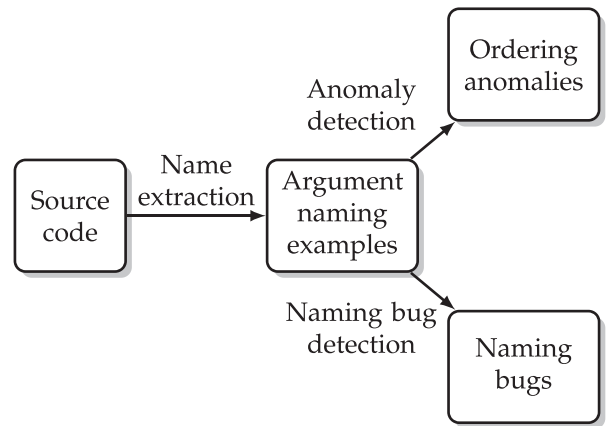 Ordering
anomalies
Anomaly
detection
Name
extraction
Source
code
Argument
naming
examples
Naming bug
detection
Naming
bugs